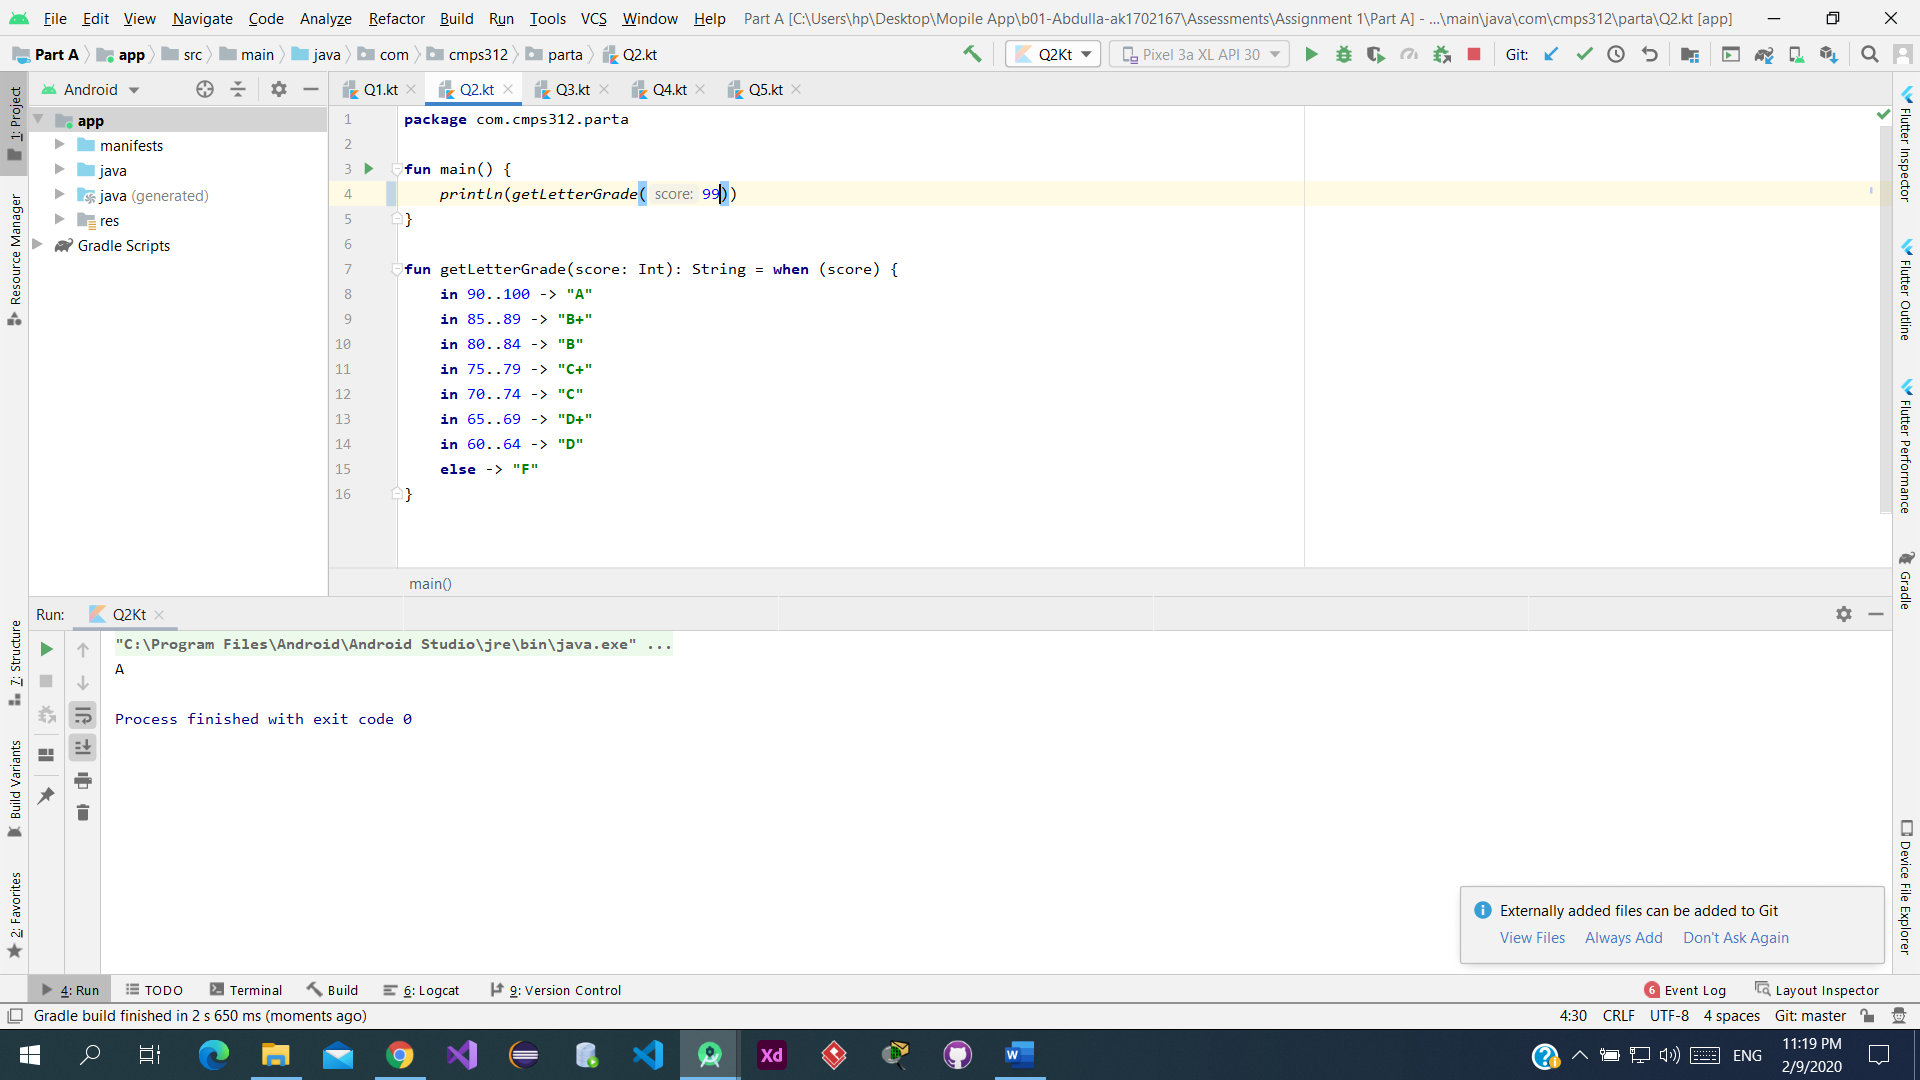 File Edit View Navigate Code Analyze Refactor Build Run Tools VCS Window Help Part A [C:\Users\hp\Desktop\Mopile App\b01-Abdulla-ak1702167\Assessments\Assignment 1\Part A] - ...\main\java\com\cmps312\parta\Q2.kt [app]
Part A app src main java com cmps312 parta Q2.kt Q2Kt Pixel 3a XL API 30 Git:
Android Q1.kt Q2.kt Q3.kt Q4.kt Q5.kt
1: Project
Resource Manager
7: Structure
Build Variants
2: Favorites
app
manifests
java
java (generated)
res
Gradle Scripts
1 package com.cmps312.parta
2
3 fun main() {
4 println(getLetterGrade( score: 99))
5 }
6
7 fun getLetterGrade(score: Int): String = when (score) {
8 in 90..100 -> "A"
9 in 85..89 -> "B+"
10 in 80..84 -> "B"
11 in 75..79 -> "C+"
12 in 70..74 -> "C"
13 in 65..69 -> "D+"
14 in 60..64 -> "D"
15 else -> "F"
16 }
main()
Flutter Inspector
Flutter Outline
Flutter Performance
Gradle
Device File Explorer
Run: Q2Kt
"C:\Program Files\Android\Android Studio\jre\bin\java.exe" ...
A
Process finished with exit code 0
Externally added files can be added to Git
View Files Always Add Don't Ask Again
4: Run TODO Terminal Build 6: Logcat 9: Version Control 6 Event Log Layout Inspector
Gradle build finished in 2 s 650 ms (moments ago) 4:30 CRLF UTF-8 4 spaces Git: master
Xd W ENG 11:19 PM
2/9/2020